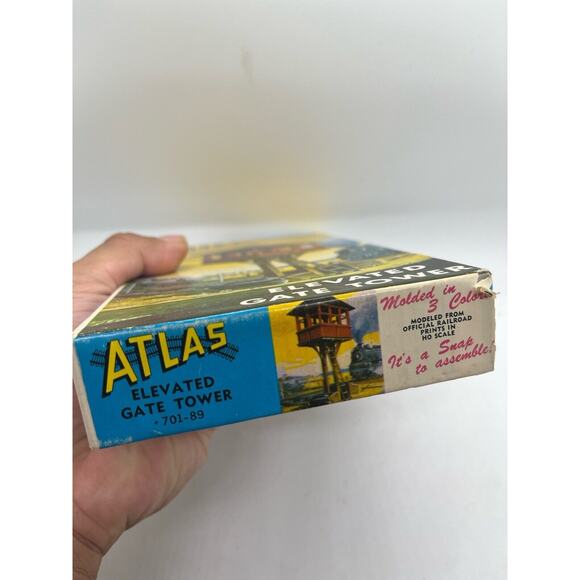 ELEVATED
GATE TOWER
ATLAS
ELEVATED
GATE TOWER
•701-89
Molded in
3 Colors
MODELED FROM
OFFICIAL RAILROAD
PRINTS IN
HO SCALE
It's a Snap
to assemble!